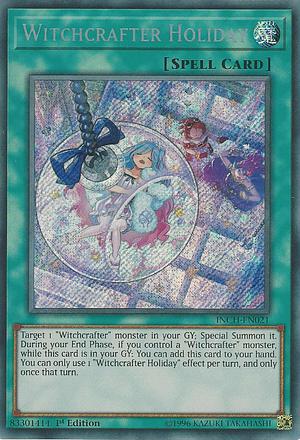 WITCHCRAFTER HOLIDAY
[SPELL CARD]
INCH-EN021
Target 1 "Witchcrafter" monster in your GY; Special Summon it.
During your End Phase, if you control a "Witchcrafter" monster,
while this card is in your GY: You can add this card to your hand.
You can only use 1 "Witchcrafter Holiday" effect per turn, and only
once that turn.
83301414 1st Edition
©1996 KAZUKI TAKAHASHI